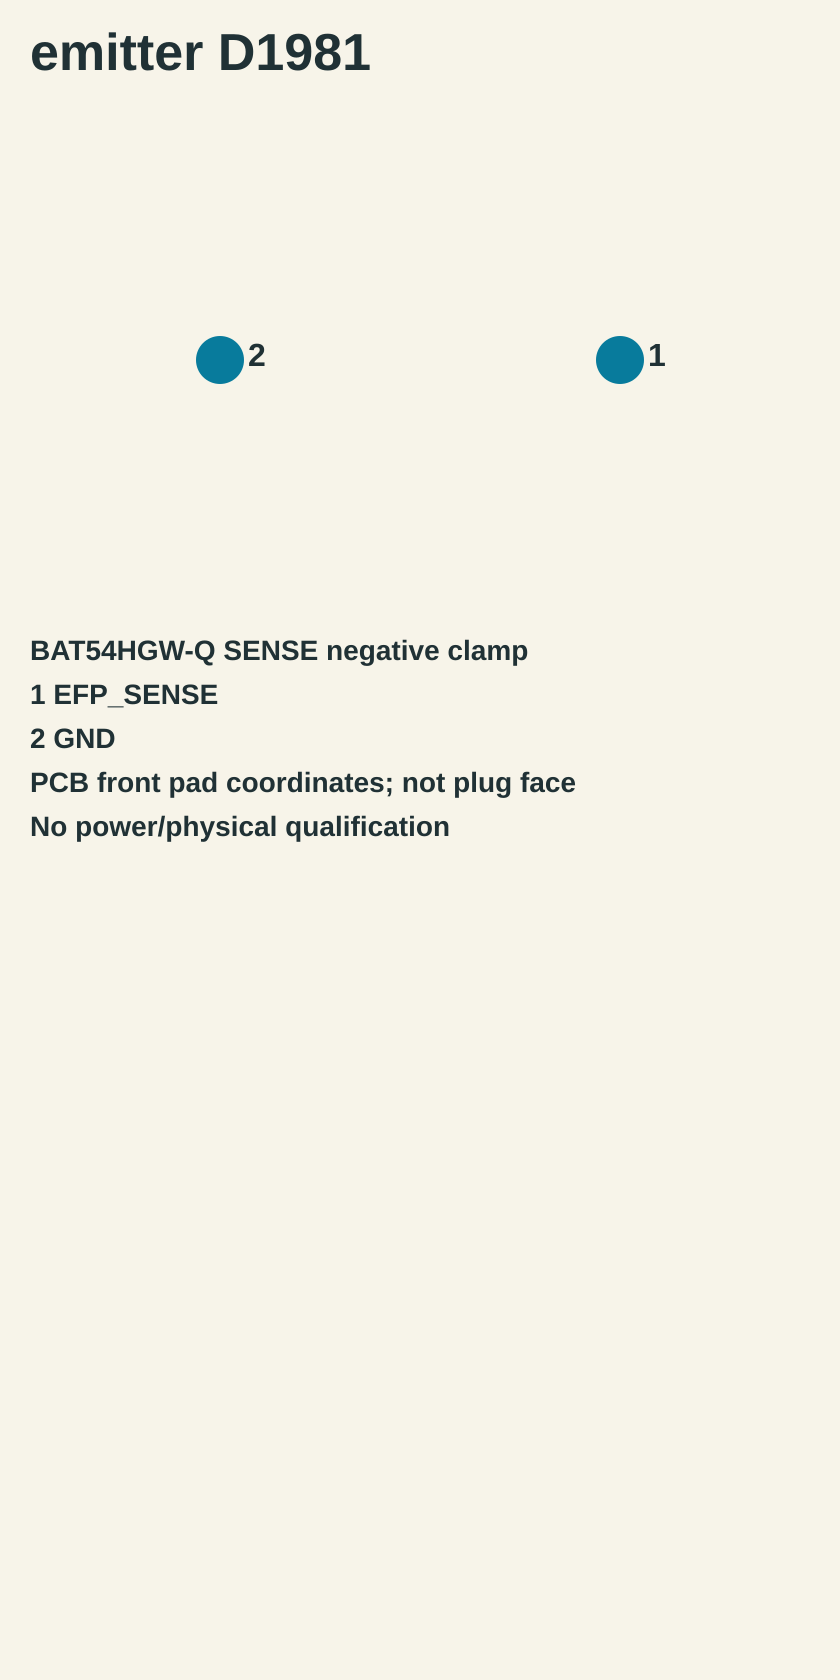 emitter D1981
2
1
BAT54HGW-Q SENSE negative clamp
1 EFP_SENSE
2 GND
PCB front pad coordinates; not plug face
No power/physical qualification